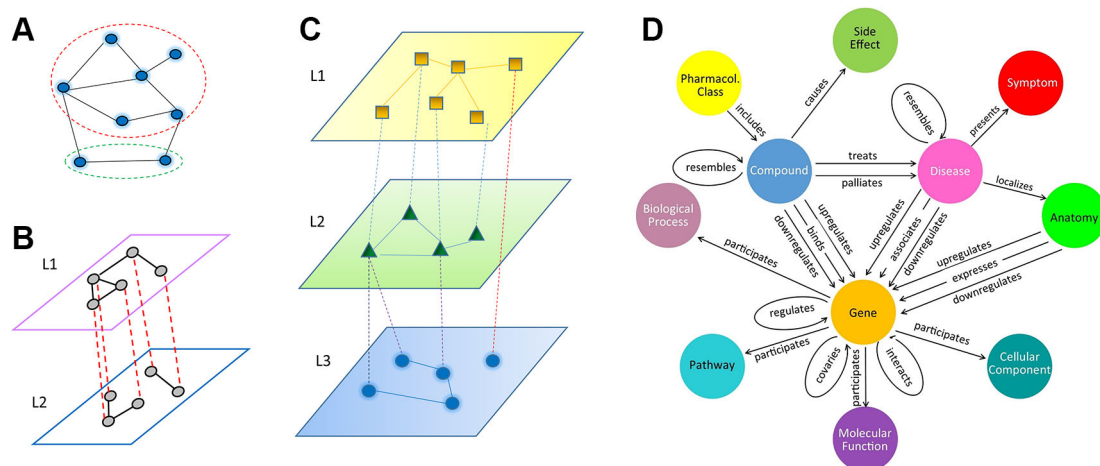 A
B
L1
L2
C
L1
L2
L3
D
Side
Effect
Pharmacol.
Class
Symptom
includes
causes
resembles
presents
resembles
Compound
treats
palliates
Disease
localizes
Biological
Process
Anatomy
downregulates
binds
upregulates
upregulates
associates
downregulates
upregulates
expresses
downregulates
participates
regulates
Gene
participates
Pathway
participates
covaries
participates
interacts
Cellular
Component
Molecular
Function